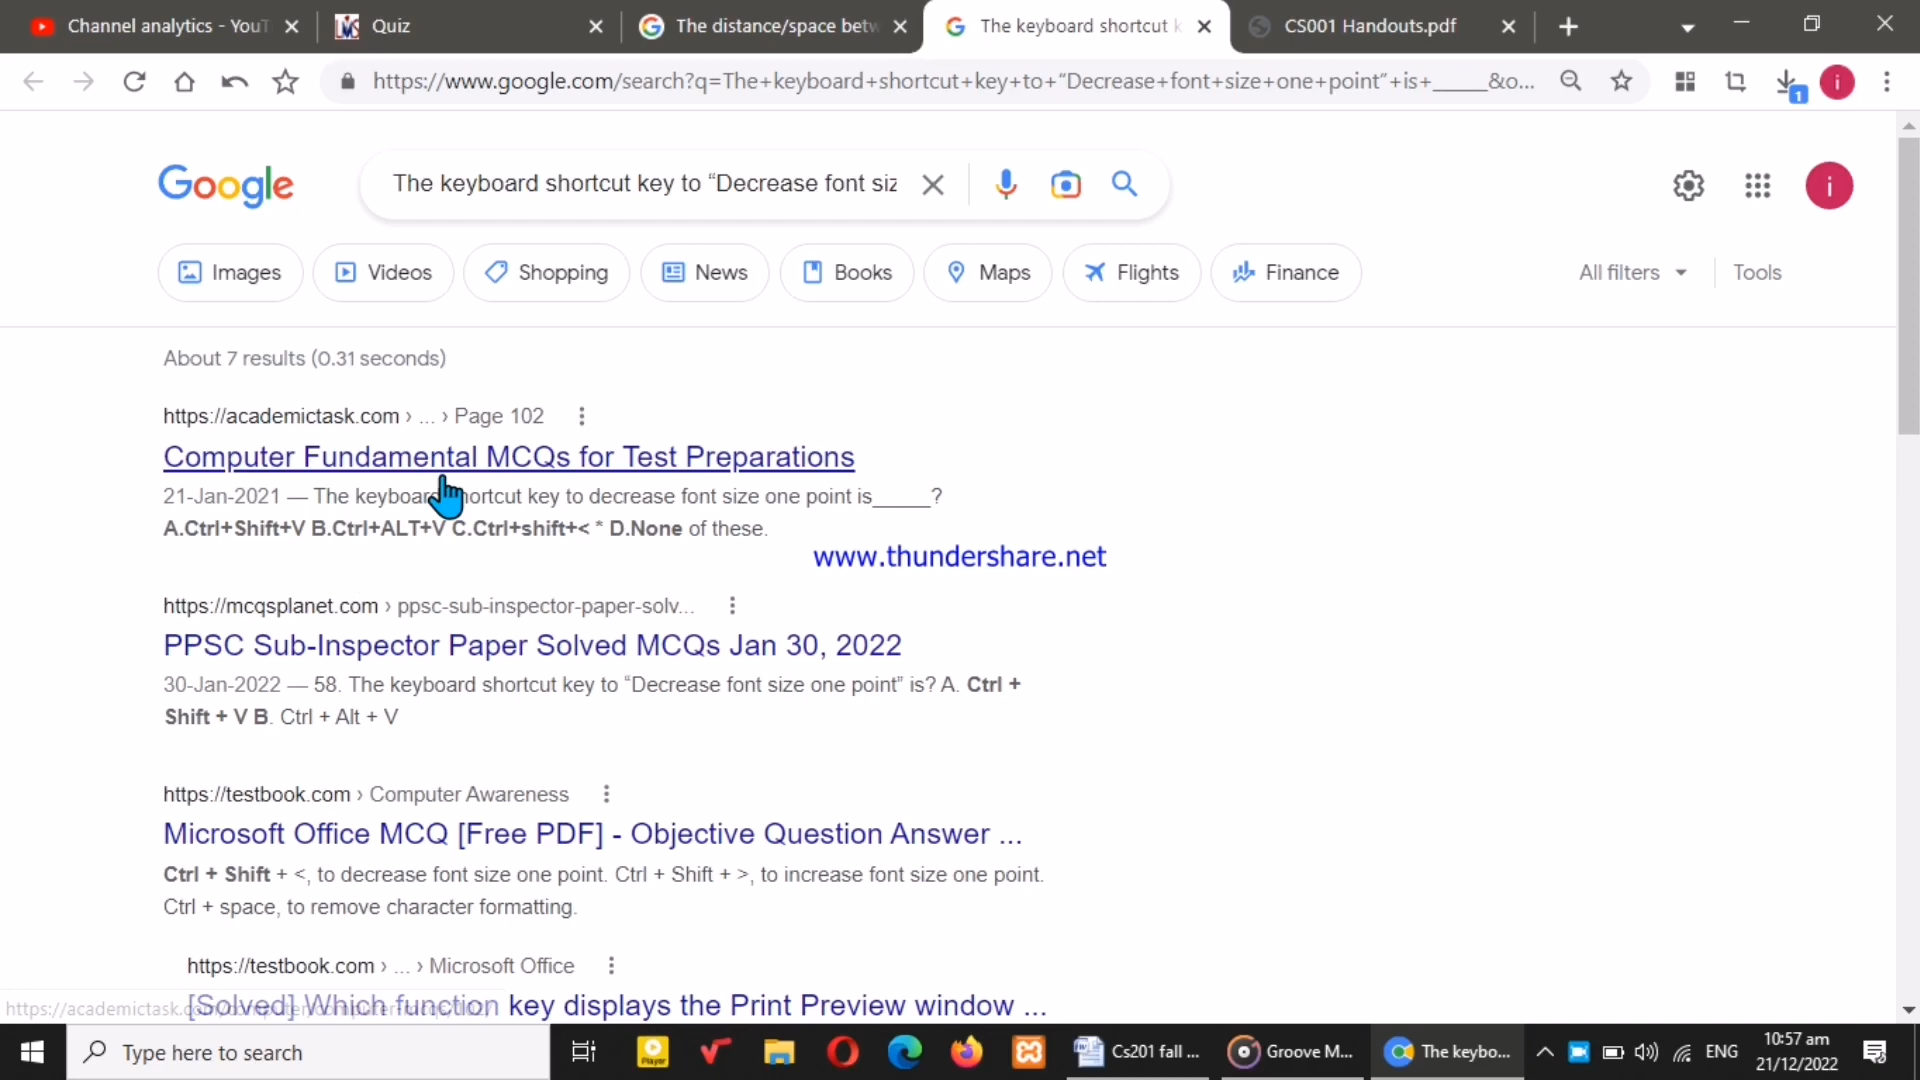 Channel analytics - YouT
Quiz
The distance/space betw
The keyboard shortcut k
CS001 Handouts.pdf
https://www.google.com/search?q=The+keyboard+shortcut+key+to+“Decrease+font+size+one+point”+is+_____&o...
1
i
Google
The keyboard shortcut key to “Decrease font siz
i
Images
Videos
Shopping
News
Books
Maps
Flights
Finance
All filters
Tools
About 7 results (0.31 seconds)
https://academictask.com › ... › Page 102
Computer Fundamental MCQs for Test Preparations
21-Jan-2021 — The keyboard shortcut key to decrease font size one point is_____?
A.Ctrl+Shift+V B.Ctrl+ALT+V C.Ctrl+shift+< * D.None of these.
www.thundershare.net
https://mcqsplanet.com › ppsc-sub-inspector-paper-solv...
PPSC Sub-Inspector Paper Solved MCQs Jan 30, 2022
30-Jan-2022 — 58. The keyboard shortcut key to “Decrease font size one point” is? A. Ctrl +
Shift + V B. Ctrl + Alt + V
https://testbook.com › Computer Awareness
Microsoft Office MCQ [Free PDF] - Objective Question Answer ...
Ctrl + Shift + <, to decrease font size one point. Ctrl + Shift + >, to increase font size one point.
Ctrl + space, to remove character formatting.
https://testbook.com › ... › Microsoft Office
[Solved] Which function key displays the Print Preview window ...
Type here to search
Player
Cs201 fall ...
Groove M...
The keybo...
ENG
10:57 am
21/12/2022